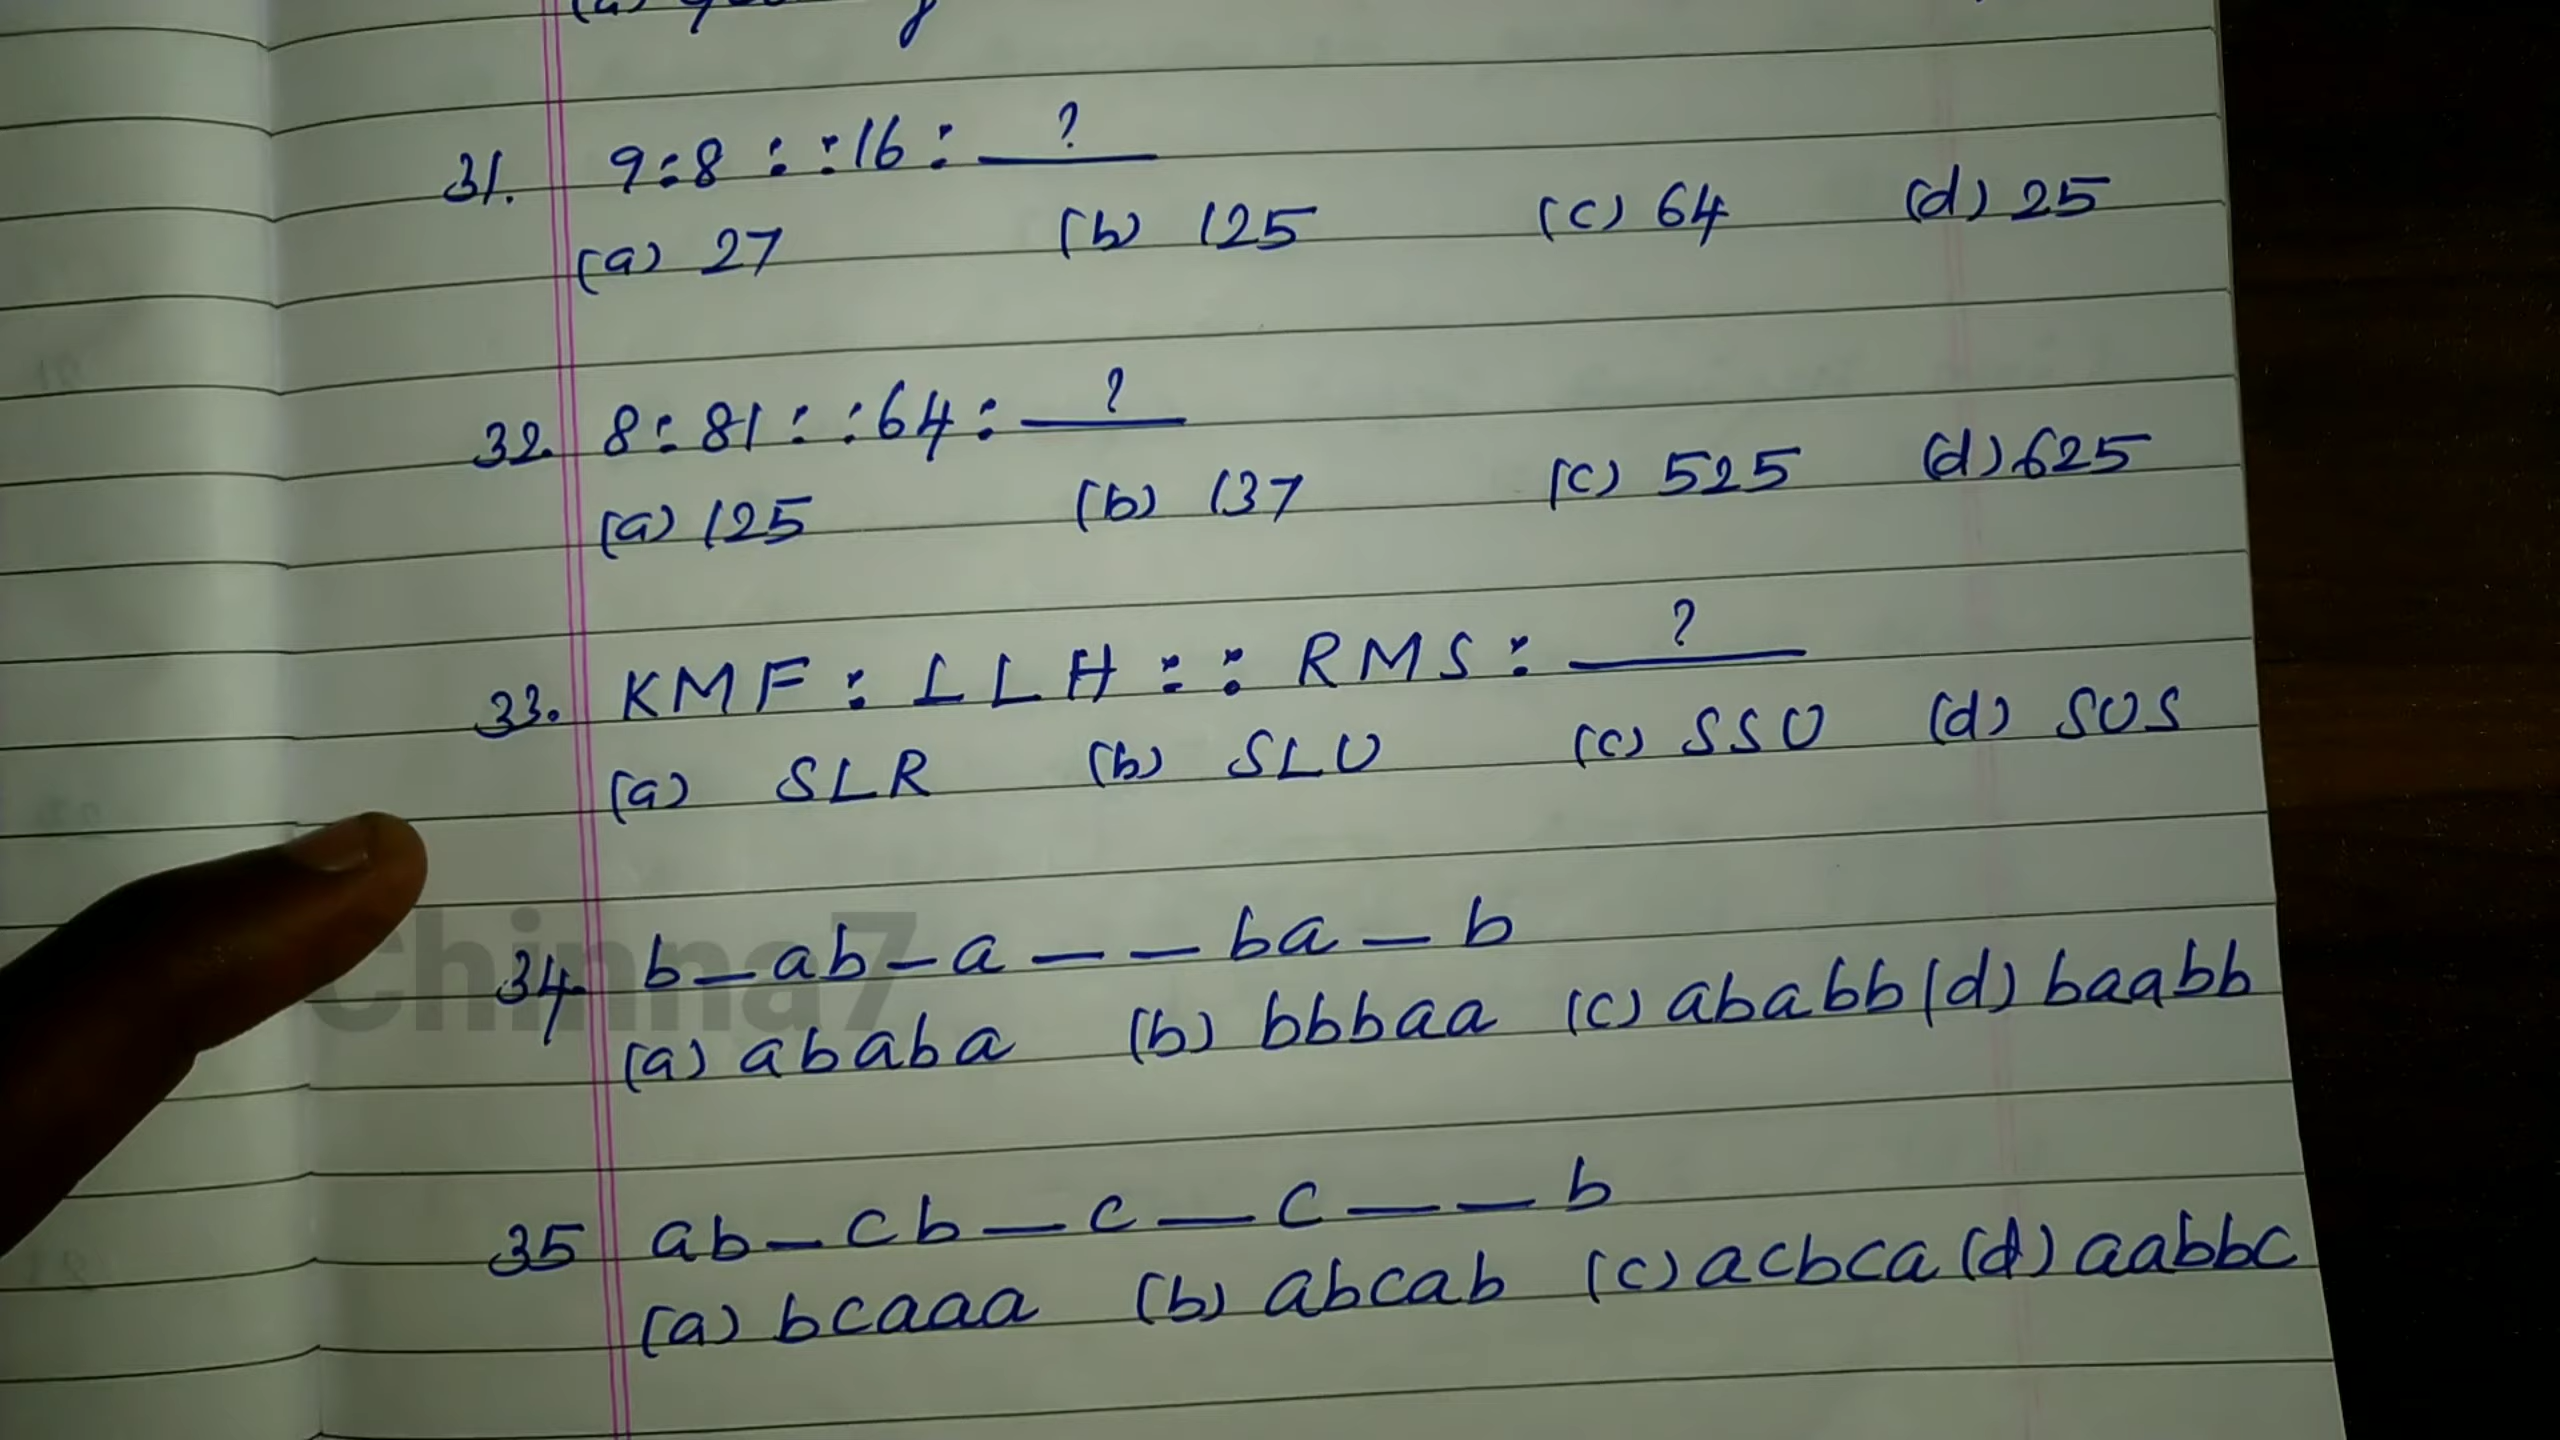 31. 9:8 : :16: ?
(a) 27 (b) 125 (c) 64 (d) 25
32. 8:81 : :64: ?
(a) 125 (b) 137 (c) 525 (d) 625
33. KMF : LLH : : RMS : ?
(a) SLR (b) SLU (c) SSU (d) SUS
34. b_ab_a__ba_b
(a) ababa (b) bbbaa (c) ababb (d) baabb
35 ab_cb_c_c__b
(a) bcaaa (b) abcab (c) acbca (d) aabbc
Chinna7